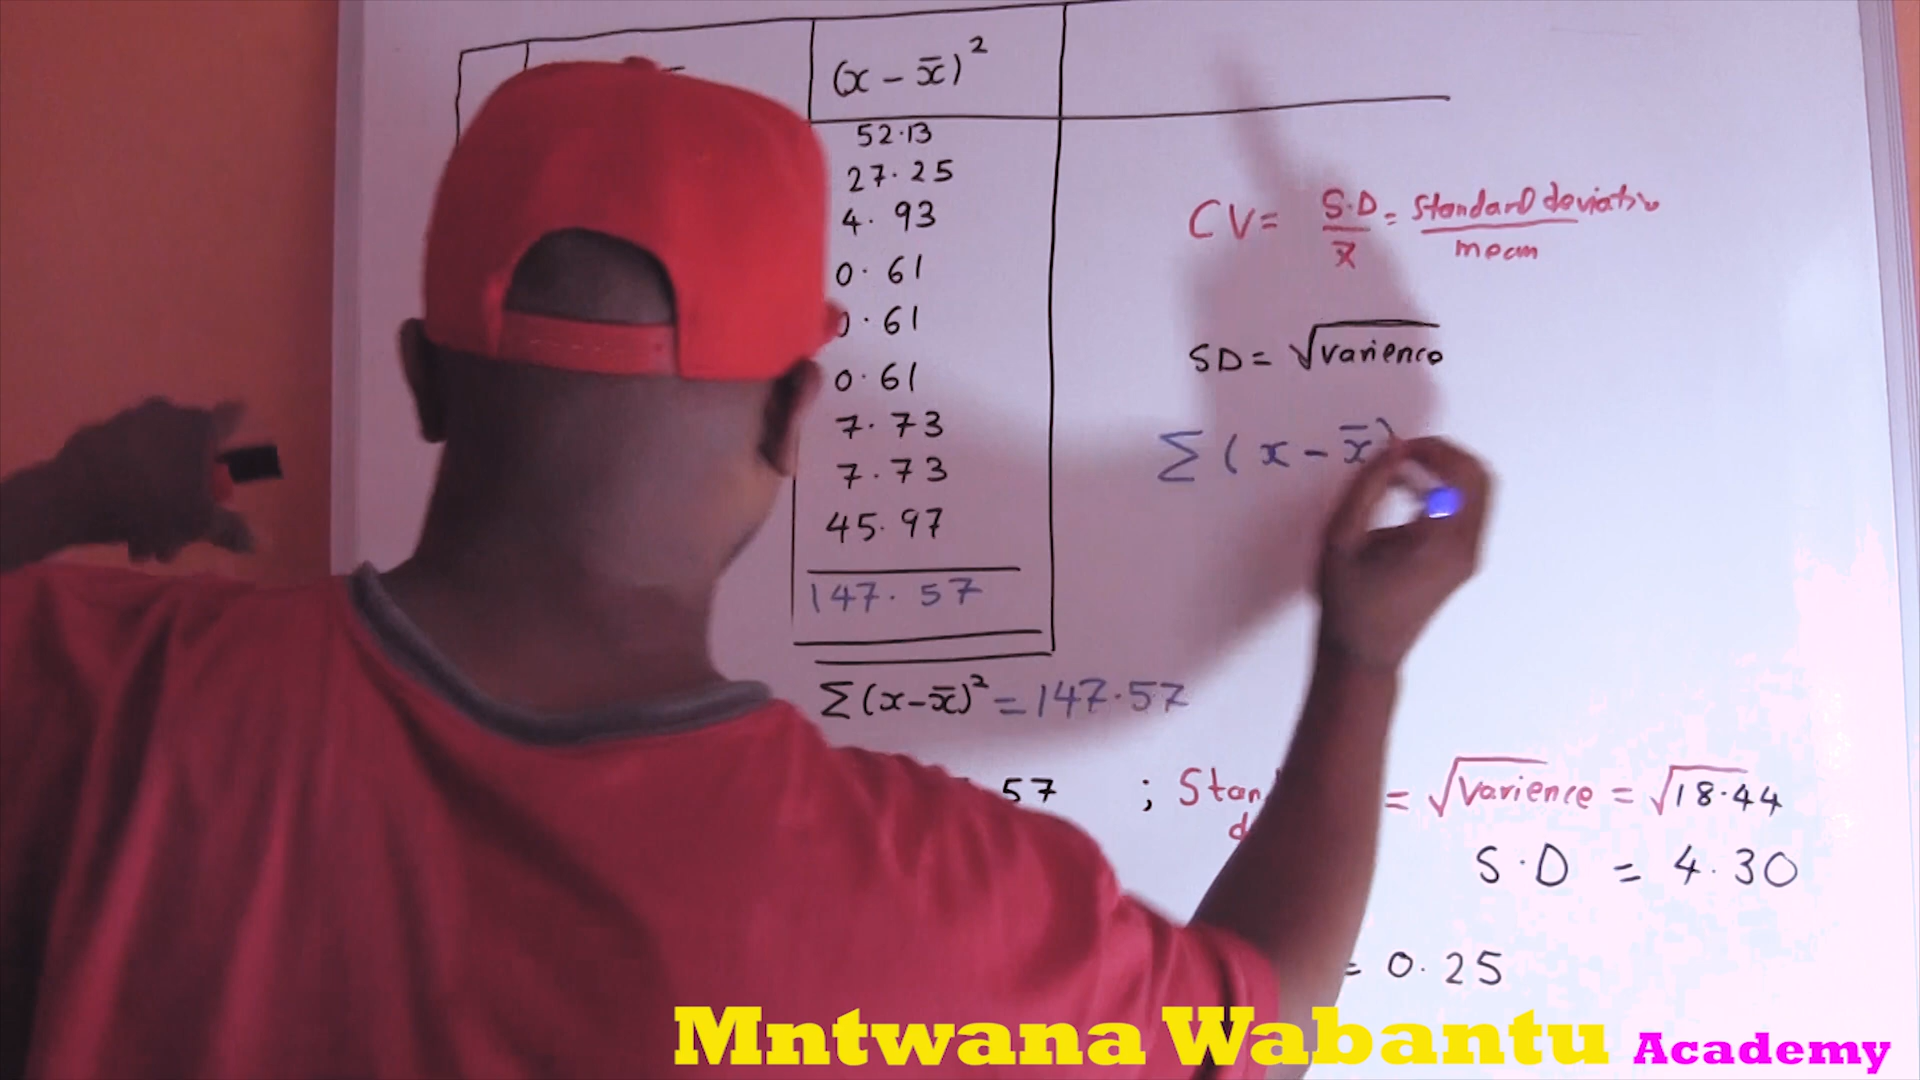 (x - x̄)²
52.13
27.25
4.93
0.61
0.61
0.61
7.73
7.73
45.97
147.57
Σ(x-x̄)² = 147.57
CV = S.D/x̄ = Standard deviation/mean
SD = √varience
Σ(x - x̄)
57 ; = √varience = √18.44
S.D = 4.30
= 0.25
Mntwana Wabantu Academy